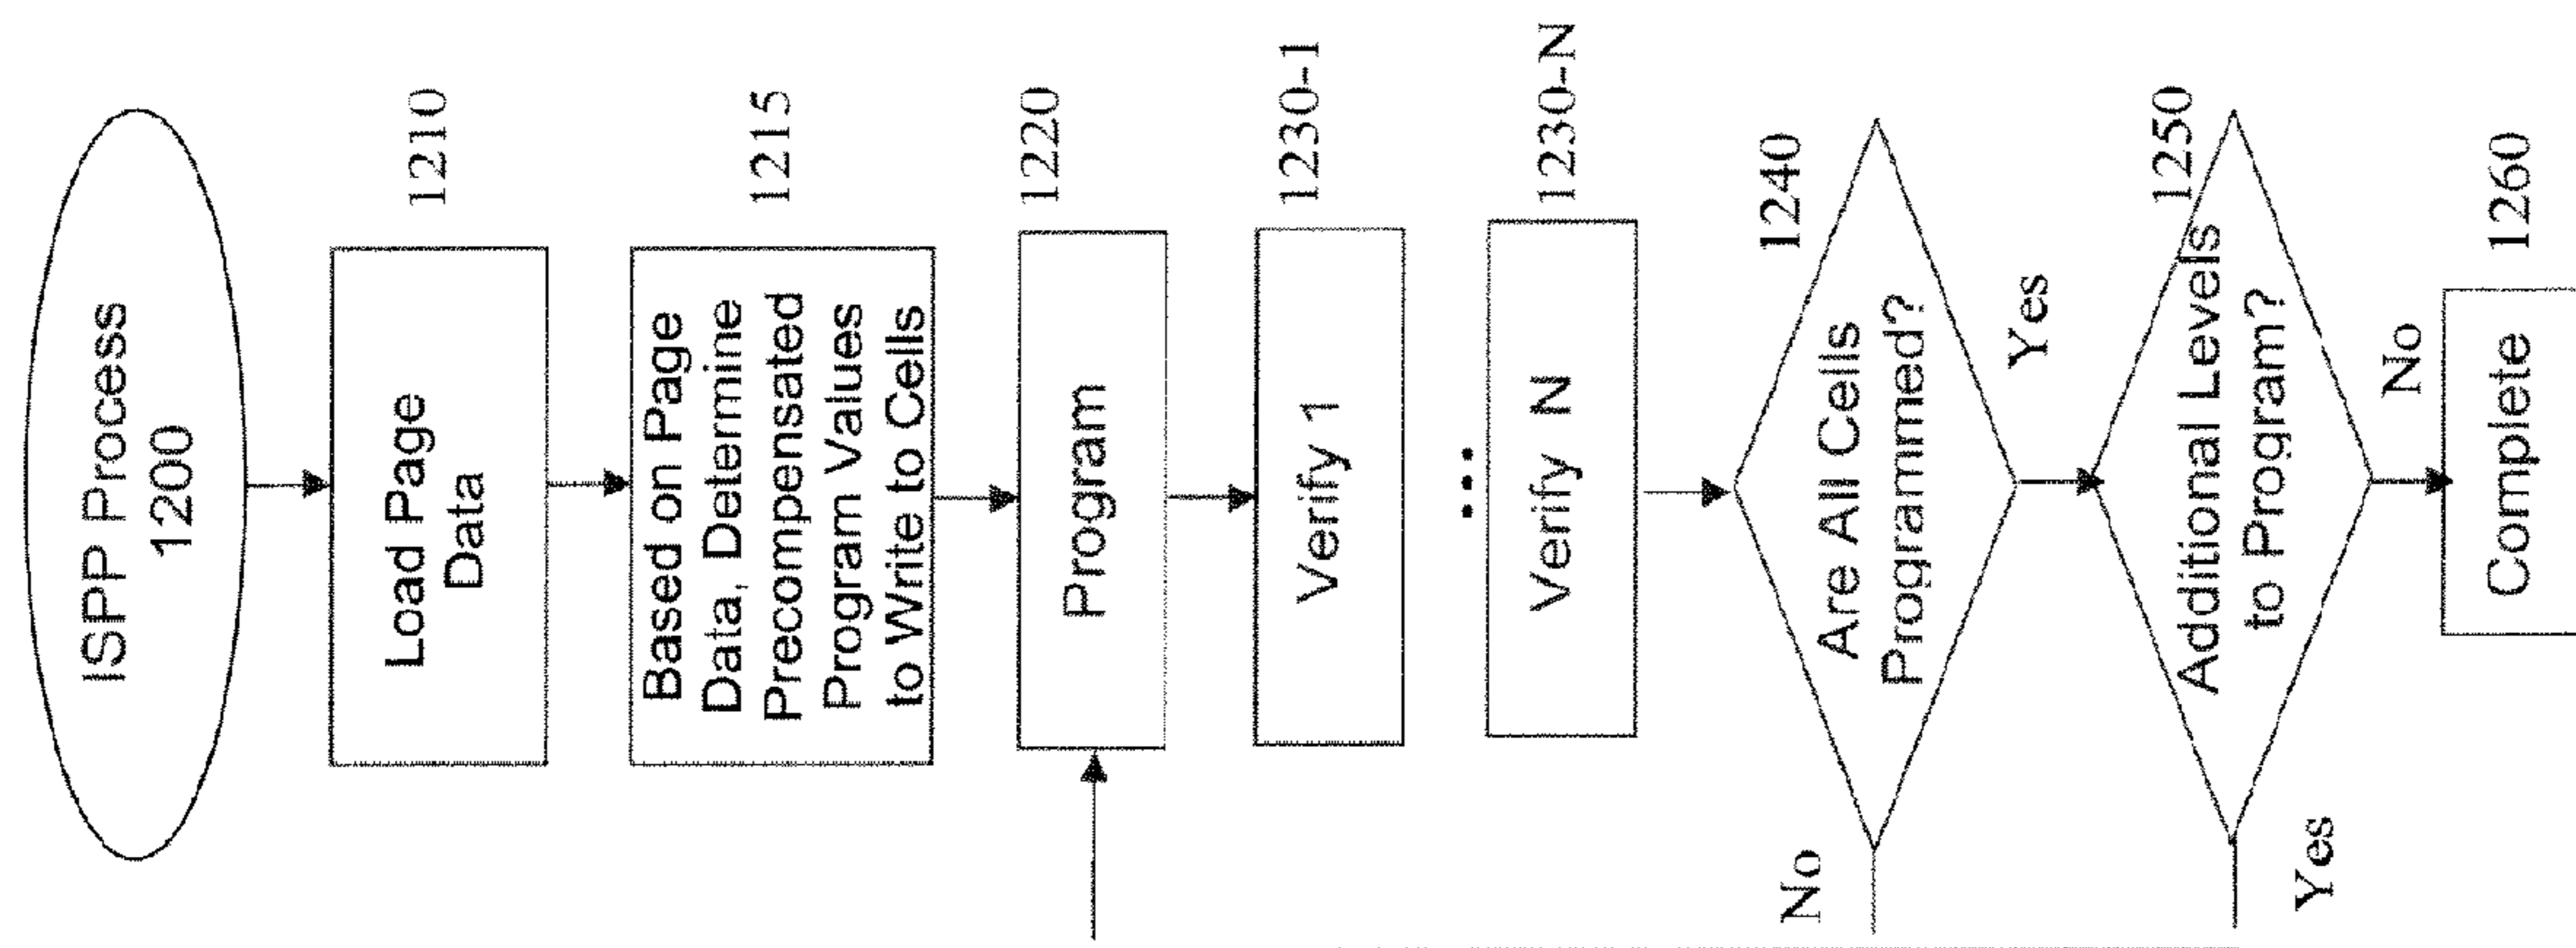 ISPP Process
1200
1210
Load Page
Data
1215
Based on Page
Data, Determine
Precompensated
Program Values
to Write to Cells
1220
Program
1230-1
Verify 1
...
1230-N
Verify N
1240
Are All Cells
Programmed?
No
Yes
1250
Additional Levels
to Program?
Yes
No
1260
Complete